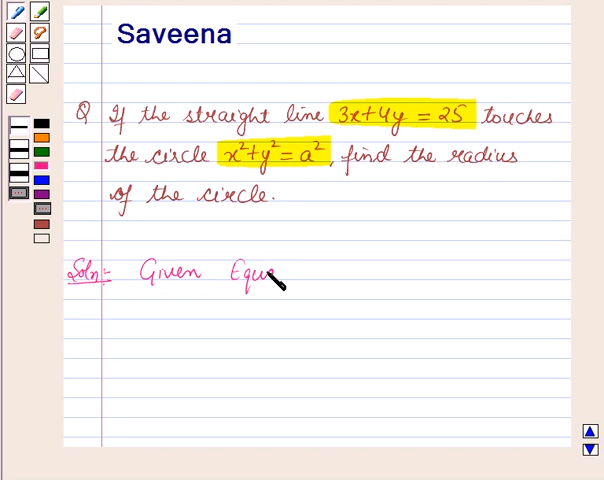 Saveena
Q If the straight line 3x+4y = 25 touches
the circle x²+y² = a², find the radius
of the circle.
Soln:- Given Equa